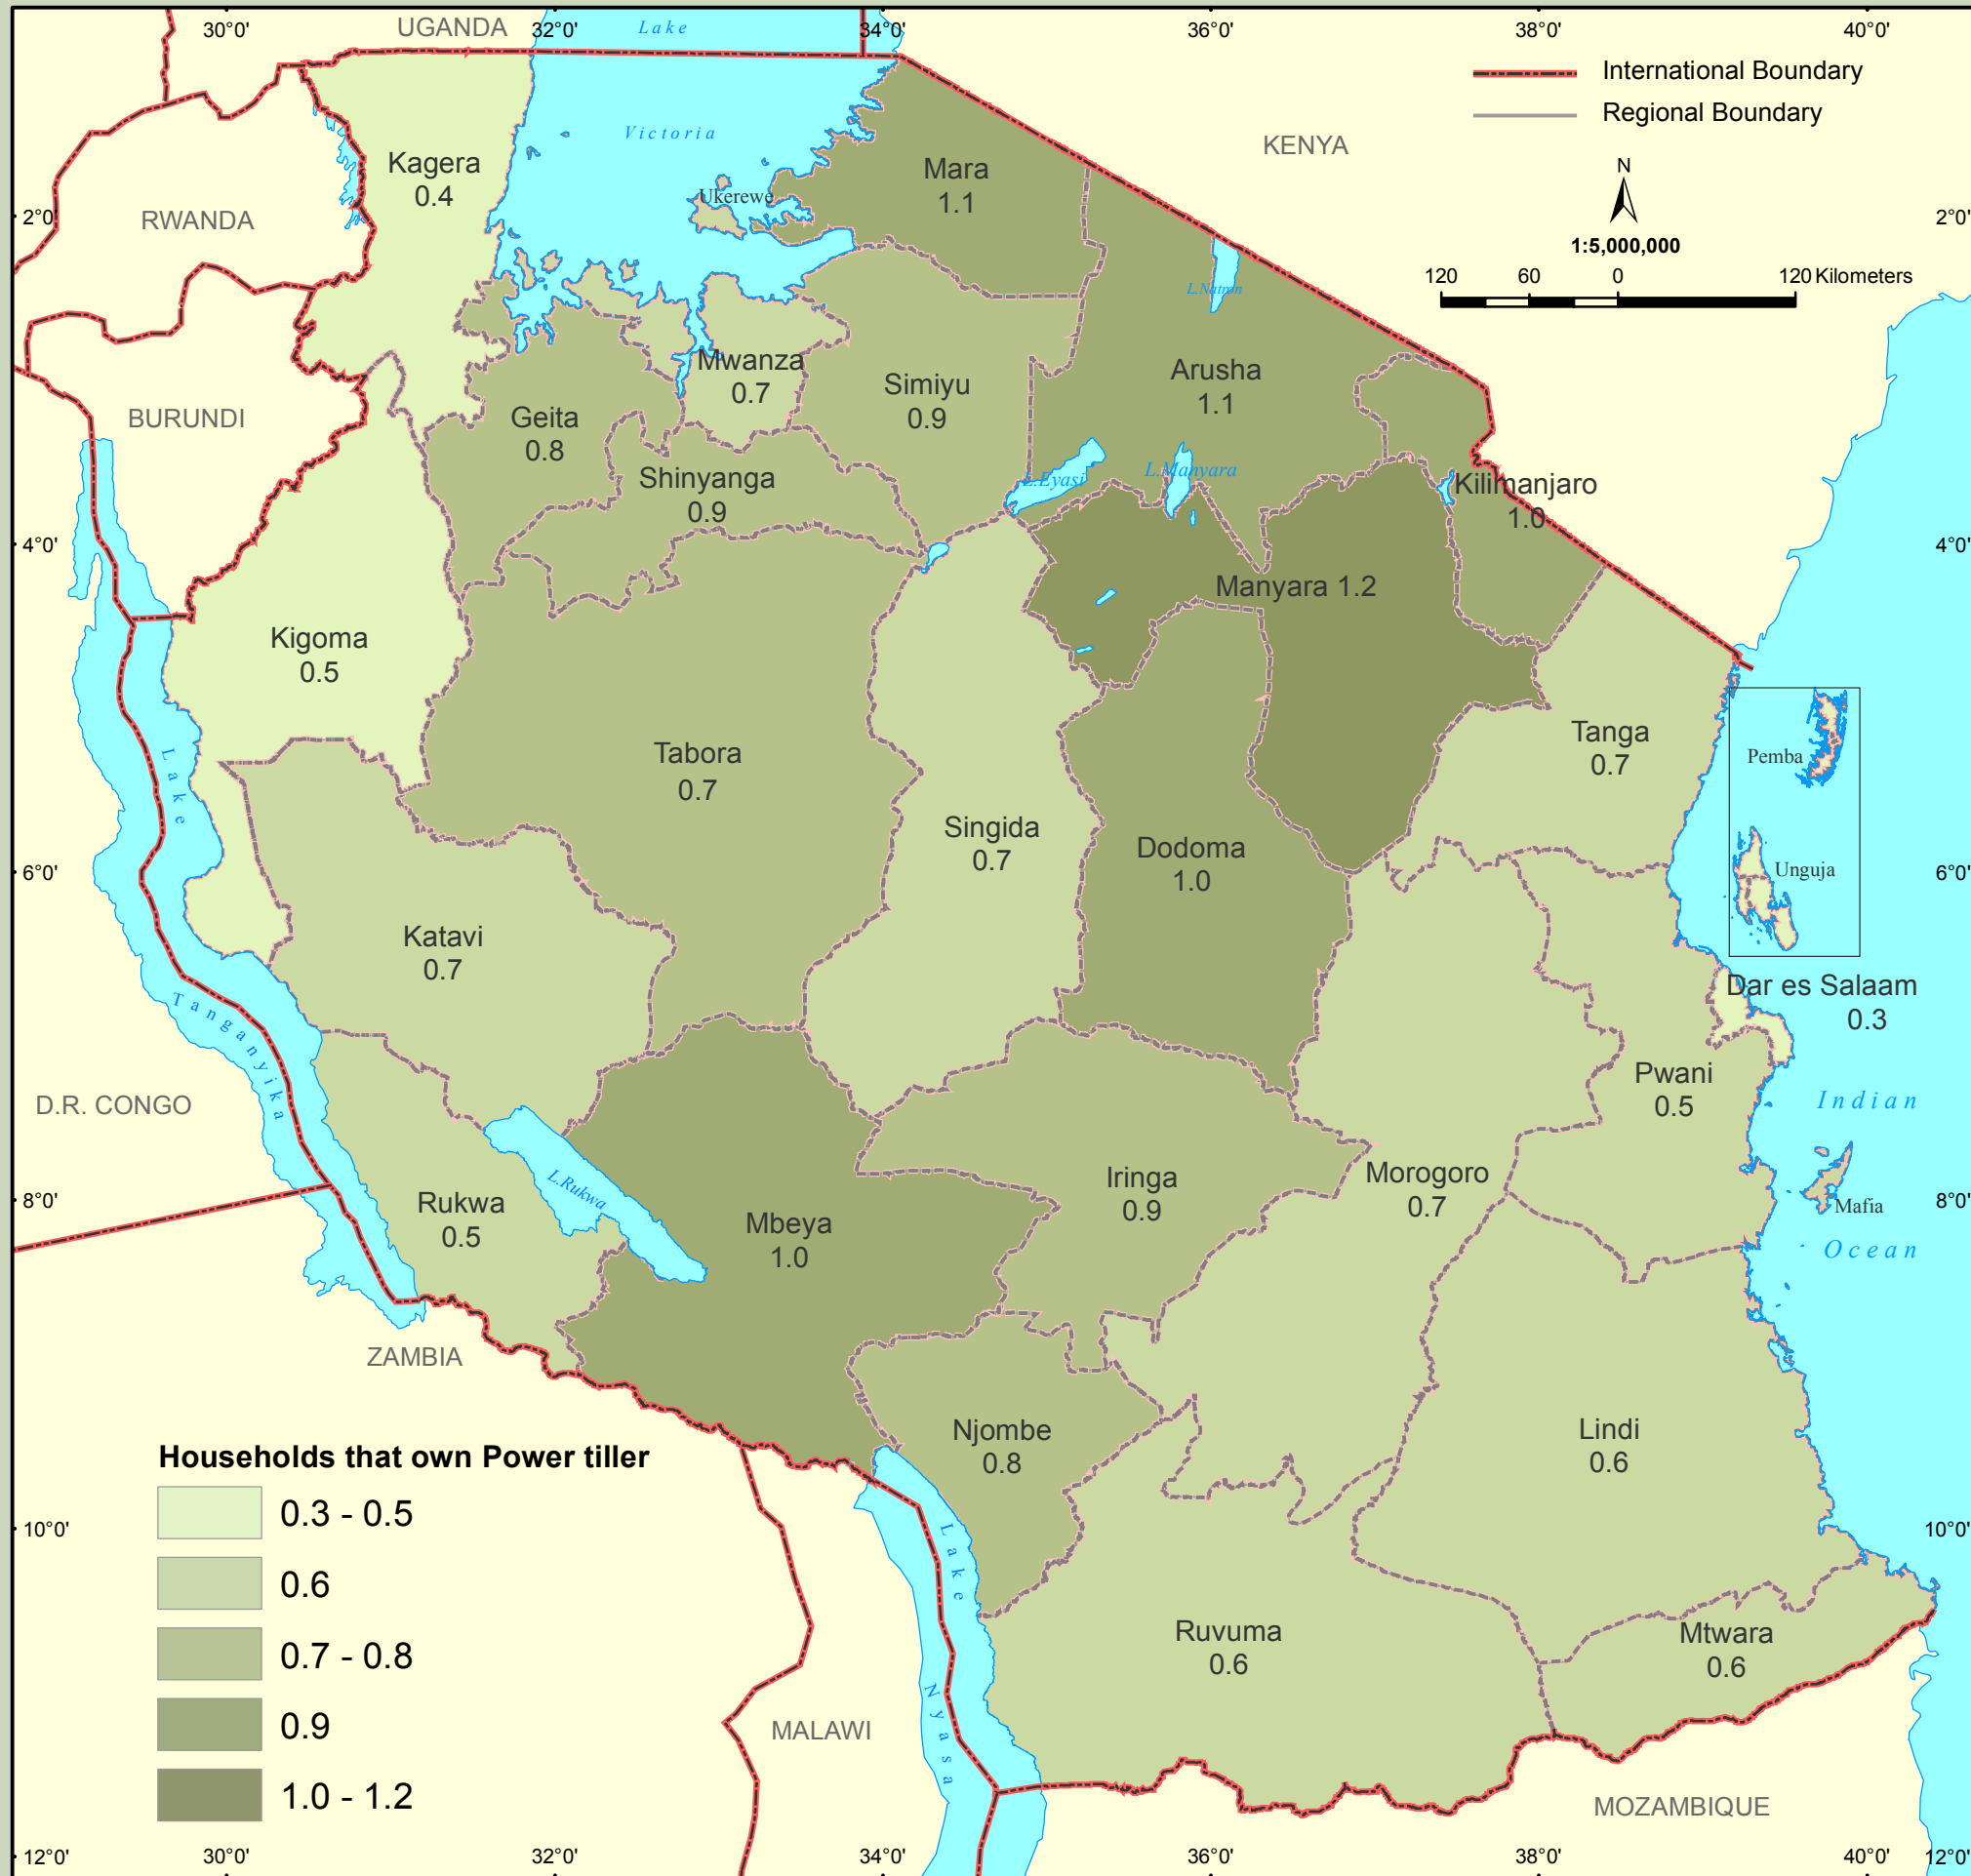 30°0'
32°0'
34°0'
36°0'
38°0'
40°0'
UGANDA
Lake
Victoria
International Boundary
Regional Boundary
KENYA
N
1:5,000,000
120 60 0 120 Kilometers
2°0'
2°0'
RWANDA
Kagera
0.4
Ukerewe
Mara
1.1
L.Natron
BURUNDI
Mwanza
0.7
Geita
0.8
Simiyu
0.9
Arusha
1.1
Shinyanga
0.9
L.Eyasi
L.Manyara
Kilimanjaro
1.0
4°0'
4°0'
Manyara 1.2
Kigoma
0.5
Tabora
0.7
Singida
0.7
Dodoma
1.0
Tanga
0.7
Pemba
Unguja
6°0'
6°0'
Katavi
0.7
Lake
Tanganyika
Dar es Salaam
0.3
Pwani
0.5
Indian
Ocean
Mafia
D.R. CONGO
8°0'
8°0'
Rukwa
0.5
L.Rukwa
Mbeya
1.0
Iringa
0.9
Morogoro
0.7
ZAMBIA
Njombe
0.8
Lindi
0.6
Households that own Power tiller
0.3 - 0.5
0.6
0.7 - 0.8
0.9
1.0 - 1.2
10°0'
10°0'
Lake
Nyasa
Ruvuma
0.6
Mtwara
0.6
MALAWI
MOZAMBIQUE
12°0'
30°0'
32°0'
34°0'
36°0'
38°0'
40°0'
12°0'